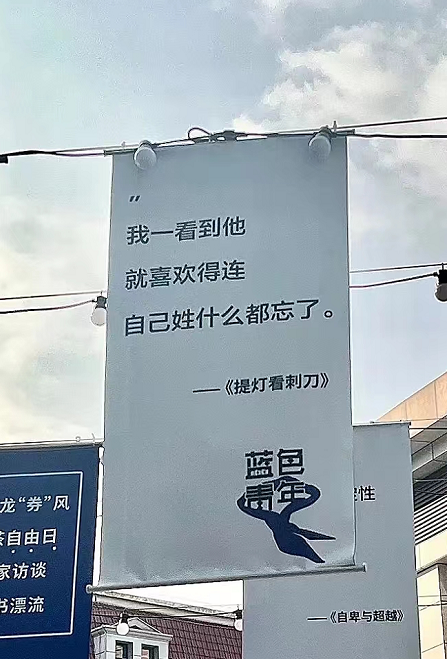 ”
我一看到他
就喜欢得连
自己姓什么都忘了。
——《提灯看刺刀》
蓝色
青年
龙“券”风
自由日
家访谈
书漂流
性
——《自卑与超越》